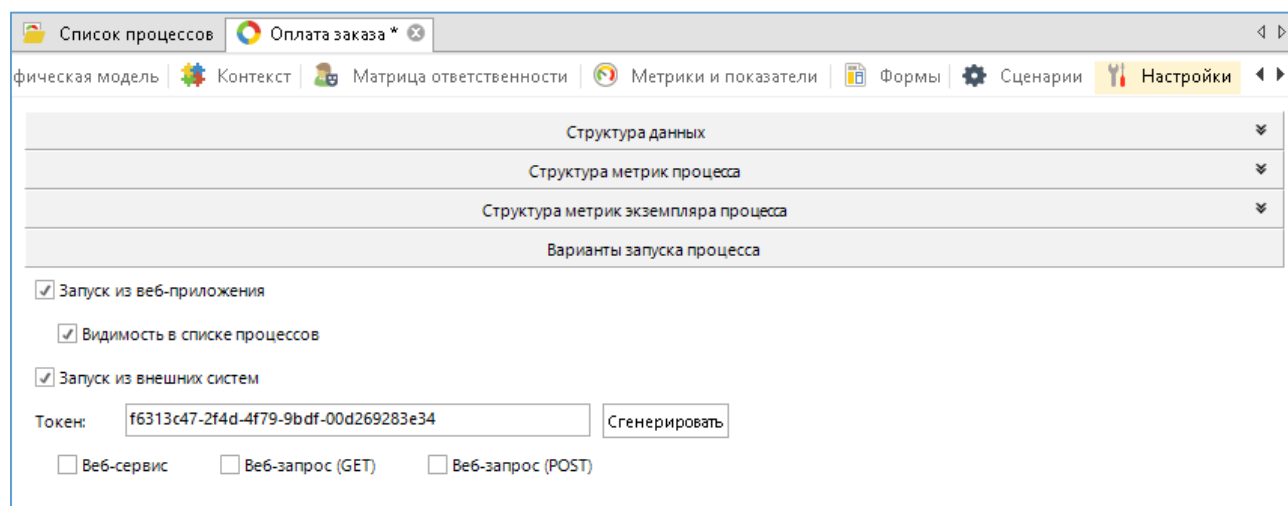 Список процессов Оплата заказа *
фическая модель Контекст Матрица ответственности Метрики и показатели Формы Сценарии Настройки
Структура данных
Структура метрик процесса
Структура метрик экземпляра процесса
Варианты запуска процесса
Запуск из веб-приложения
Видимость в списке процессов
Запуск из внешних систем
Токен: f6313c47-2f4d-4f79-9bdf-00d269283e34 Сгенерировать
Веб-сервис Веб-запрос (GET) Веб-запрос (POST)